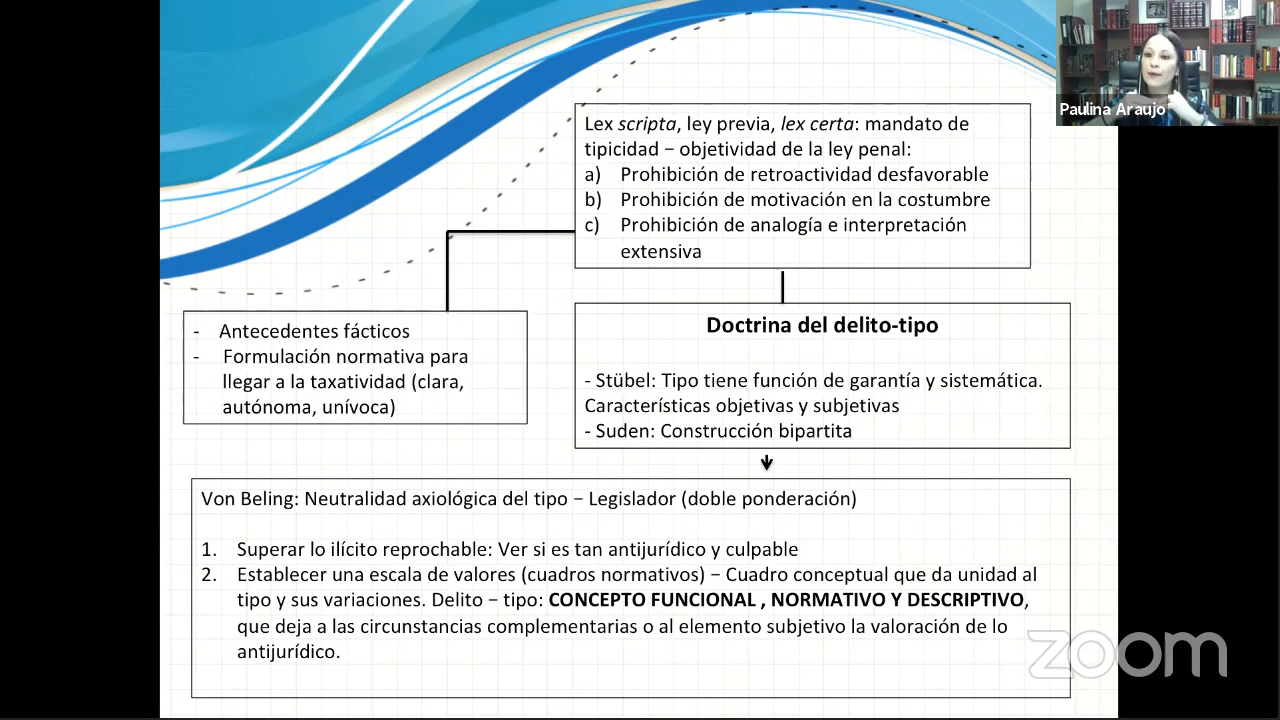 Paulina Araujo
Lex scripta, ley previa, lex certa: mandato de
tipicidad – objetividad de la ley penal:
a) Prohibición de retroactividad desfavorable
b) Prohibición de motivación en la costumbre
c) Prohibición de analogía e interpretación
extensiva
- Antecedentes fácticos
- Formulación normativa para
llegar a la taxatividad (clara,
autónoma, unívoca)
Doctrina del delito-tipo
- Stübel: Tipo tiene función de garantía y sistemática.
Características objetivas y subjetivas
- Suden: Construcción bipartita
Von Beling: Neutralidad axiológica del tipo – Legislador (doble ponderación)
1. Superar lo ilícito reprochable: Ver si es tan antijurídico y culpable
2. Establecer una escala de valores (cuadros normativos) – Cuadro conceptual que da unidad al
tipo y sus variaciones. Delito – tipo: CONCEPTO FUNCIONAL , NORMATIVO Y DESCRIPTIVO,
que deja a las circunstancias complementarias o al elemento subjetivo la valoración de lo
antijurídico.
zoom